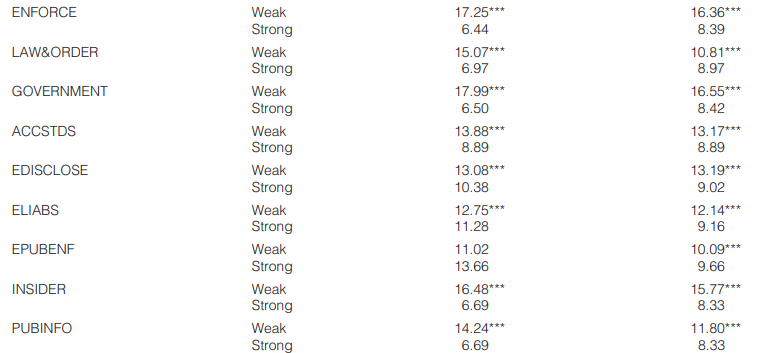 ENFORCE Weak 17.25*** 16.36***
Strong 6.44 8.39
LAW&ORDER Weak 15.07*** 10.81***
Strong 6.97 8.97
GOVERNMENT Weak 17.99*** 16.55***
Strong 6.50 8.42
ACCSTDS Weak 13.88*** 13.17***
Strong 8.89 8.89
EDISCLOSE Weak 13.08*** 13.19***
Strong 10.38 9.02
ELIABS Weak 12.75*** 12.14***
Strong 11.28 9.16
EPUBENF Weak 11.02 10.09***
Strong 13.66 9.66
INSIDER Weak 16.48*** 15.77***
Strong 6.69 8.33
PUBINFO Weak 14.24*** 11.80***
Strong 6.69 8.33